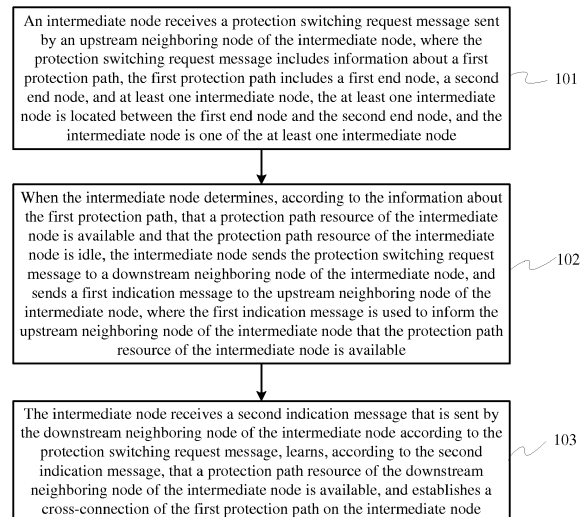 An intermediate node receives a protection switching request message sent
by an upstream neighboring node of the intermediate node, where the
protection switching request message includes information about a first
protection path, the first protection path includes a first end node, a second
end node, and at least one intermediate node, the at least one intermediate
node is located between the first end node and the second end node, and the
intermediate node is one of the at least one intermediate node
101
When the intermediate node determines, according to the information about
the first protection path, that a protection path resource of the intermediate
node is available and that the protection path resource of the intermediate
node is idle, the intermediate node sends the protection switching request
message to a downstream neighboring node of the intermediate node, and
sends a first indication message to the upstream neighboring node of the
intermediate node, where the first indication message is used to inform the
upstream neighboring node of the intermediate node that the protection path
resource of the intermediate node is available
102
The intermediate node receives a second indication message that is sent by
the downstream neighboring node of the intermediate node according to the
protection switching request message, learns, according to the second
indication message, that a protection path resource of the downstream
neighboring node of the intermediate node is available, and establishes a
cross-connection of the first protection path on the intermediate node
103